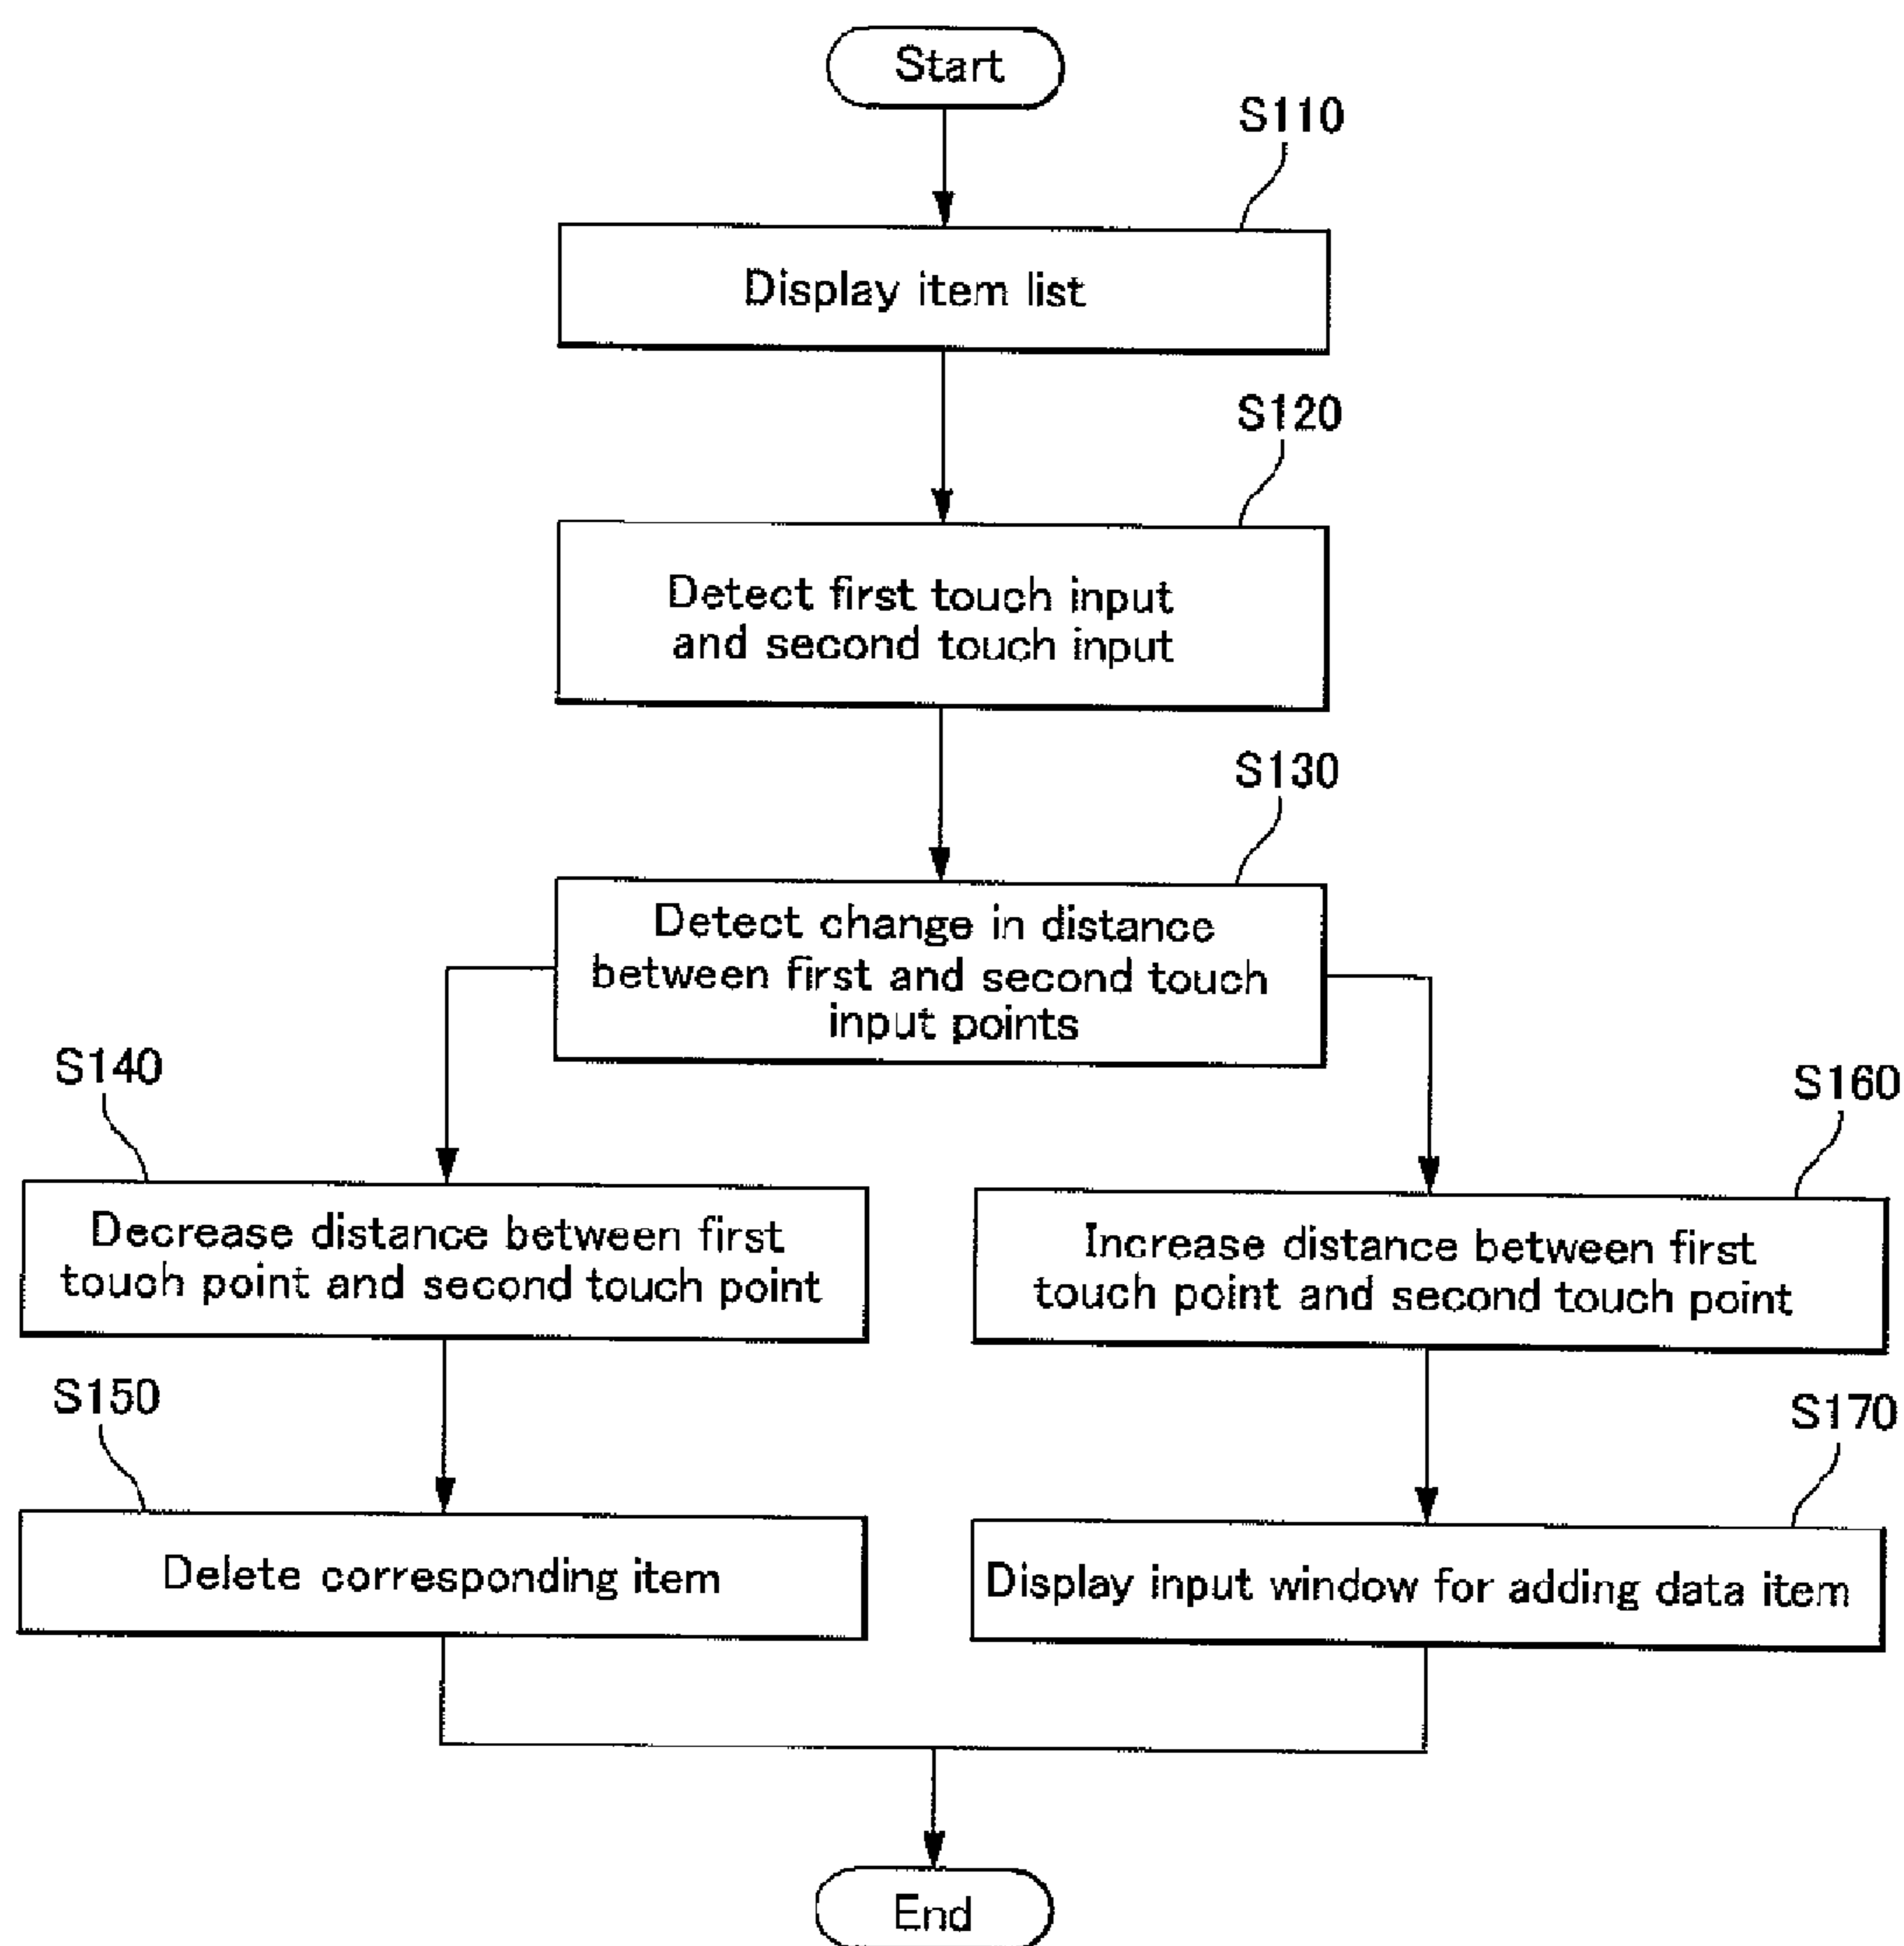 Start
S110
Display item list
S120
Detect first touch input
and second touch input
S130
Detect change in distance
between first and second touch
input points
S140
Decrease distance between first
touch point and second touch point
S160
Increase distance between first
touch point and second touch point
S150
Delete corresponding item
S170
Display input window for adding data item
End